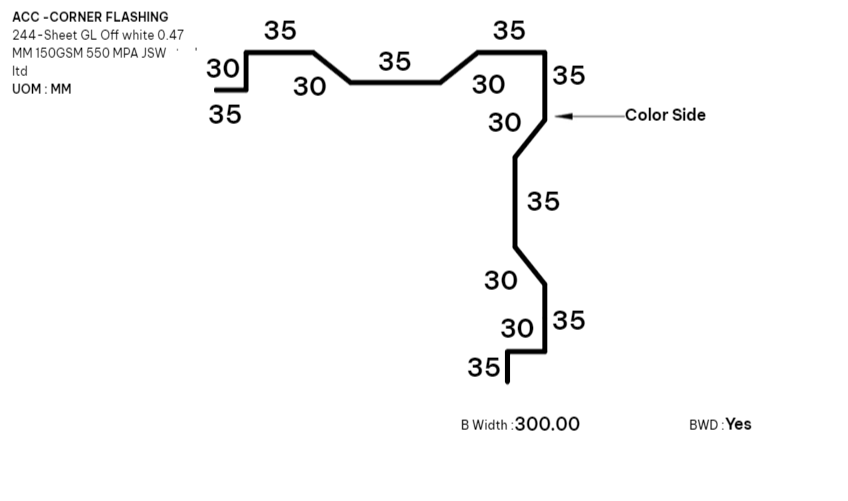 ACC -CORNER FLASHING
244-Sheet GL Off white 0.47
MM 150GSM 550 MPA JSW
ltd
UOM : MM
35
35
30
35
35
30
30
35
30
Color Side
35
30
30
35
35
B Width :300.00
BWD : Yes